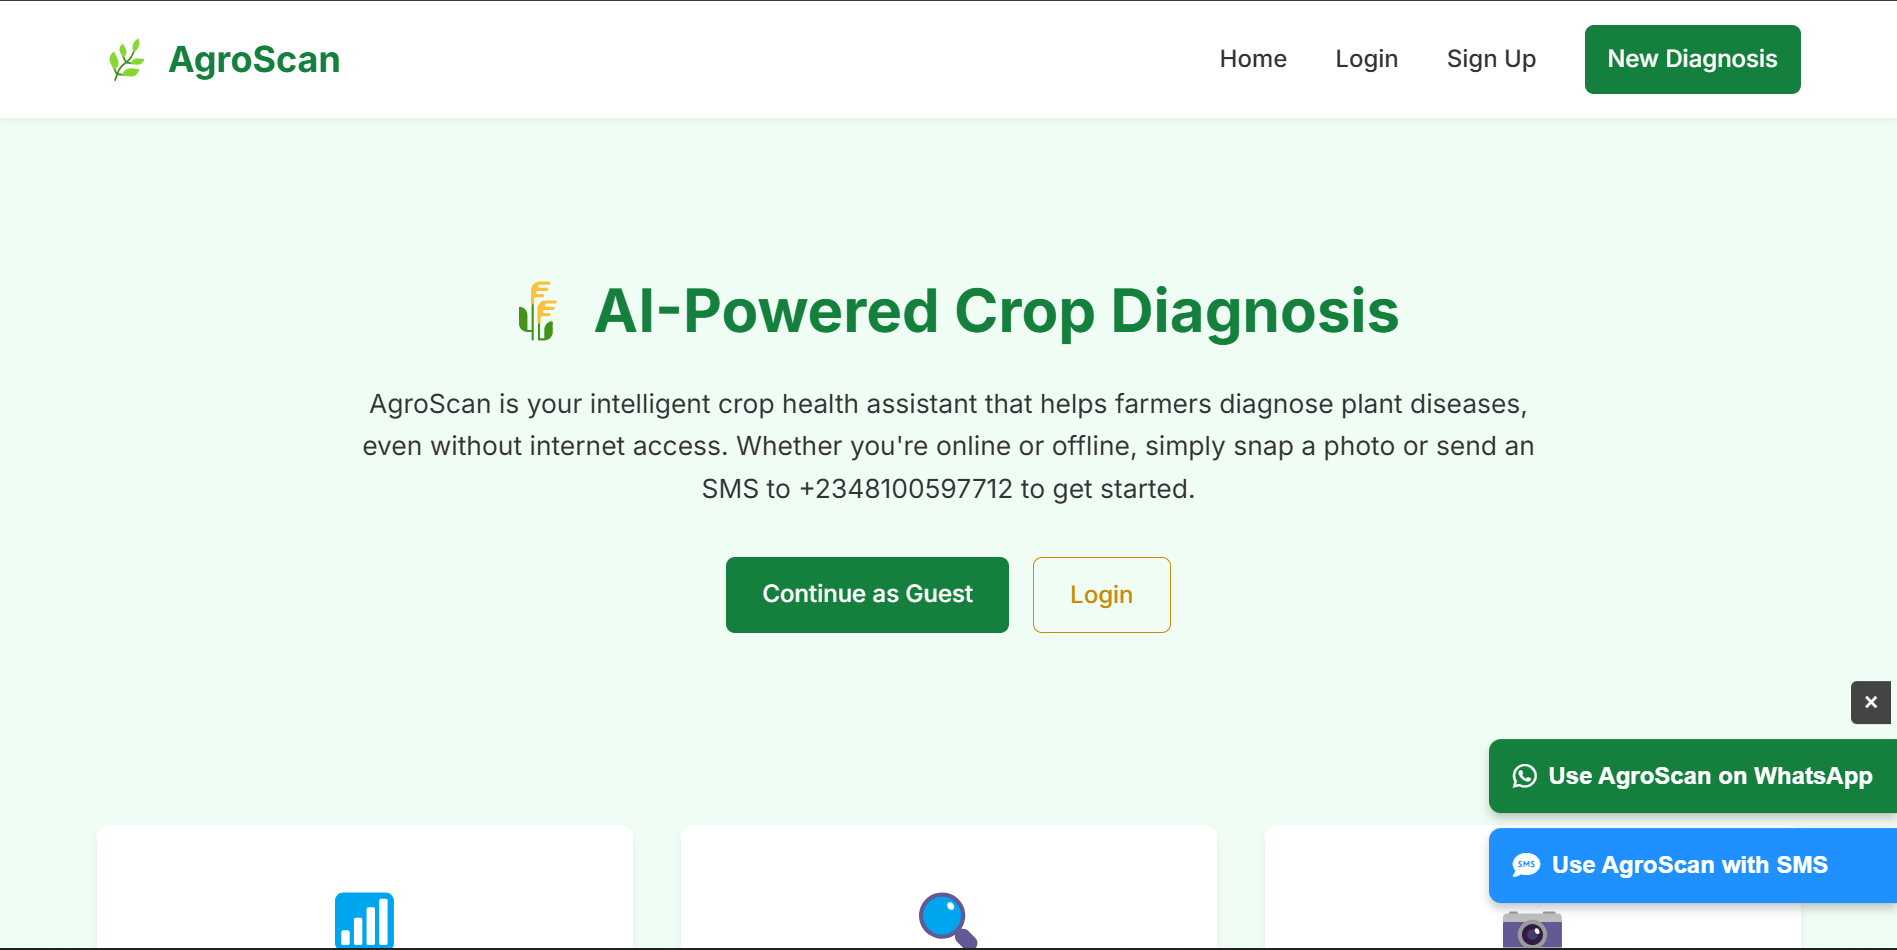 AgroScan
Home
Login
Sign Up
New Diagnosis
AI-Powered Crop Diagnosis
AgroScan is your intelligent crop health assistant that helps farmers diagnose plant diseases,
even without internet access. Whether you're online or offline, simply snap a photo or send an
SMS to +2348100597712 to get started.
Continue as Guest
Login
×
Use AgroScan on WhatsApp
SMS
Use AgroScan with SMS